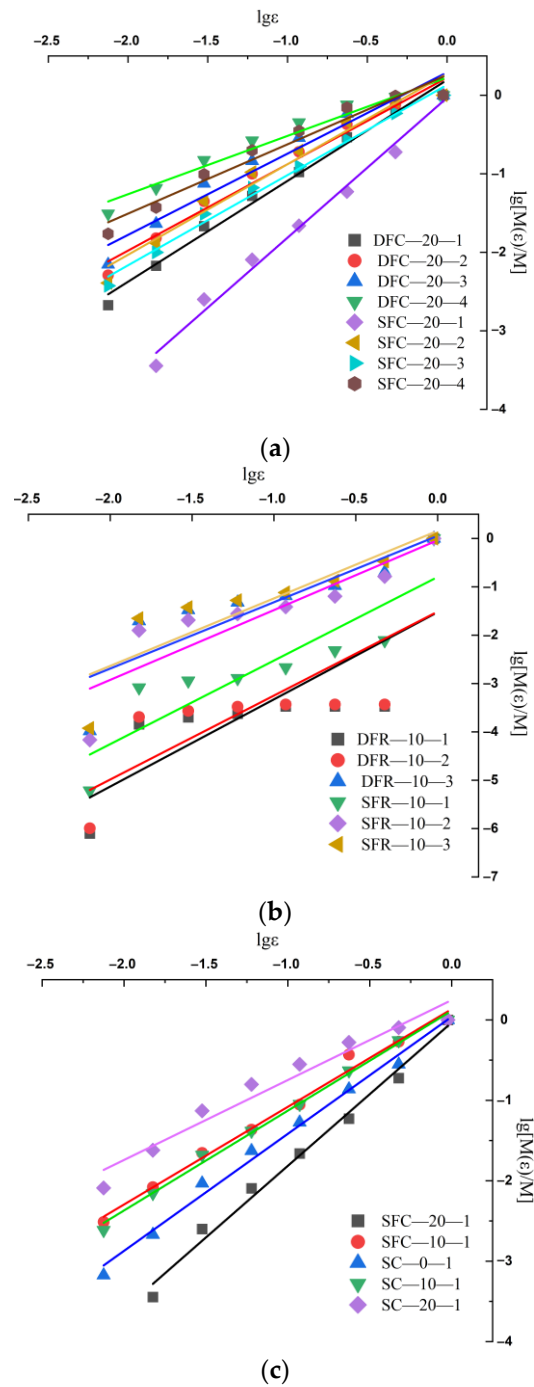 lgε
−2.5 −2.0 −1.5 −1.0 −0.5 0.0
0
−1
−2
−3
−4
lg[M(ε)/M]
DFC—20—1
DFC—20—2
DFC—20—3
DFC—20—4
SFC—20—1
SFC—20—2
SFC—20—3
SFC—20—4
(a)
lgε
−2.5 −2.0 −1.5 −1.0 −0.5 0.0
0
−1
−2
−3
−4
−5
−6
−7
lg[M(ε)/M]
DFR—10—1
DFR—10—2
DFR—10—3
SFR—10—1
SFR—10—2
SFR—10—3
(b)
lgε
−2.5 −2.0 −1.5 −1.0 −0.5 0.0
0
−1
−2
−3
−4
lg[M(ε)/M]
SFC—20—1
SFC—10—1
SC—0—1
SC—10—1
SC—20—1
(c)